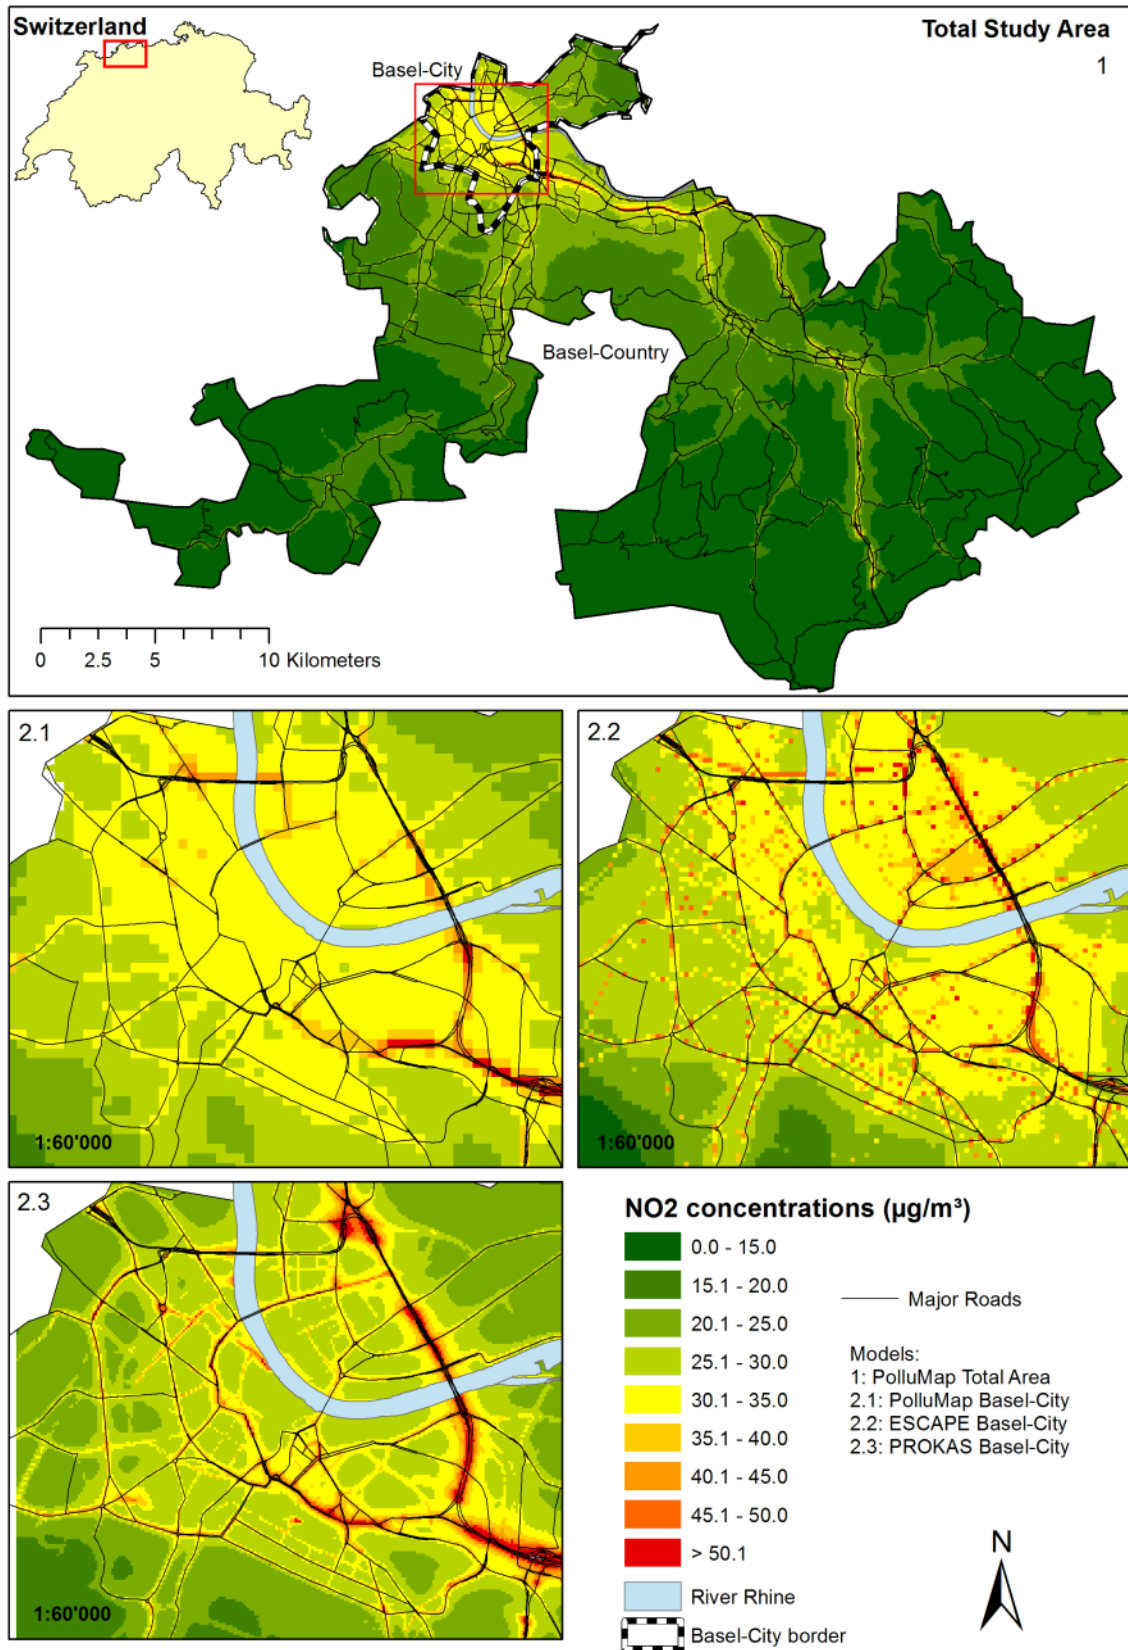 Switzerland
Total Study Area
1
Basel-City
Basel-Country
0 2.5 5 10 Kilometers
2.1
1:60'000
2.2
1:60'000
2.3
1:60'000
NO2 concentrations (µg/m³)
0.0 - 15.0
15.1 - 20.0
20.1 - 25.0
25.1 - 30.0
30.1 - 35.0
35.1 - 40.0
40.1 - 45.0
45.1 - 50.0
> 50.1
River Rhine
Basel-City border
Major Roads
Models:
1: PolluMap Total Area
2.1: PolluMap Basel-City
2.2: ESCAPE Basel-City
2.3: PROKAS Basel-City
N